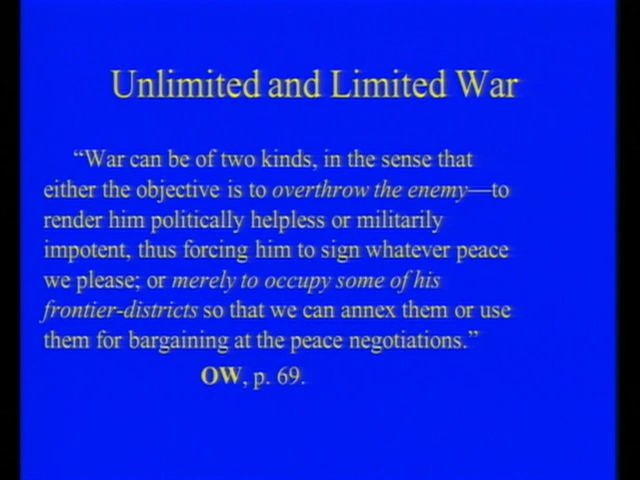 Unlimited and Limited War
“War can be of two kinds, in the sense that
either the objective is to overthrow the enemy—to
render him politically helpless or militarily
impotent, thus forcing him to sign whatever peace
we please; or merely to occupy some of his
frontier-districts so that we can annex them or use
them for bargaining at the peace negotiations.”
OW, p. 69.